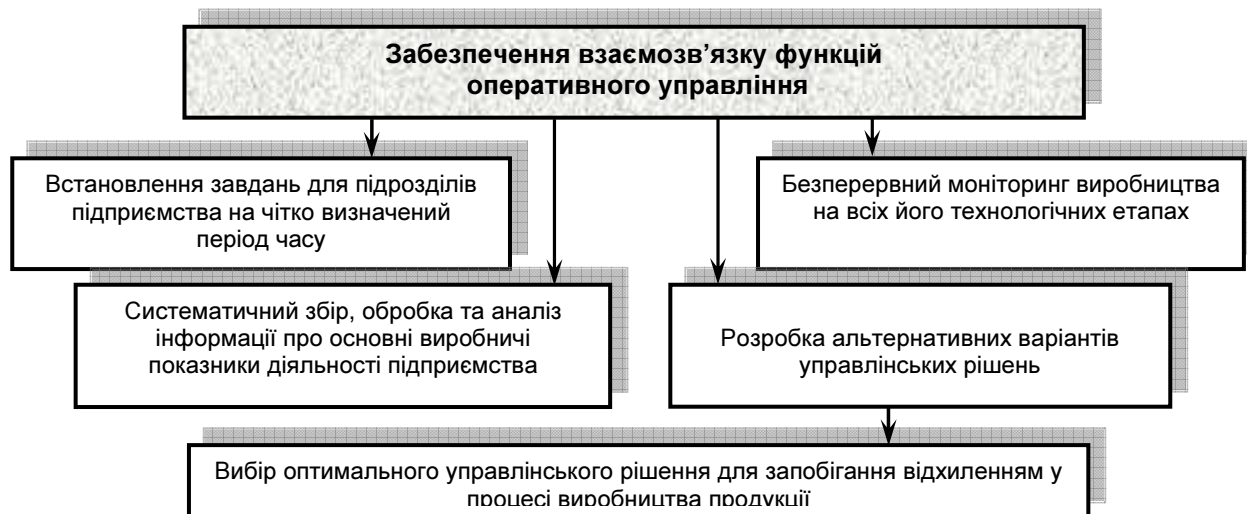 Забезпечення взаємозв’язку функцій
оперативного управління
Встановлення завдань для підрозділів
підприємства на чітко визначений
період часу
Безперервний моніторинг виробництва
на всіх його технологічних етапах
Систематичний збір, обробка та аналіз
інформації про основні виробничі
показники діяльності підприємства
Розробка альтернативних варіантів
управлінських рішень
Вибір оптимального управлінського рішення для запобігання відхиленням у
процесі виробництва продукції